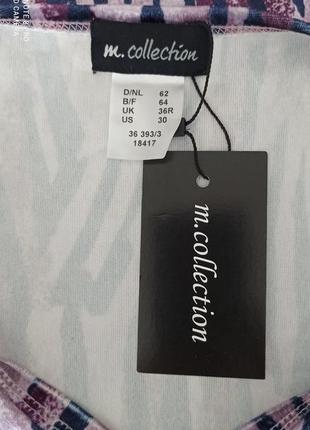 m.collection
D/NL 62
B/F 64
UK 36R
US 30
36 393/3
18417
m.collection